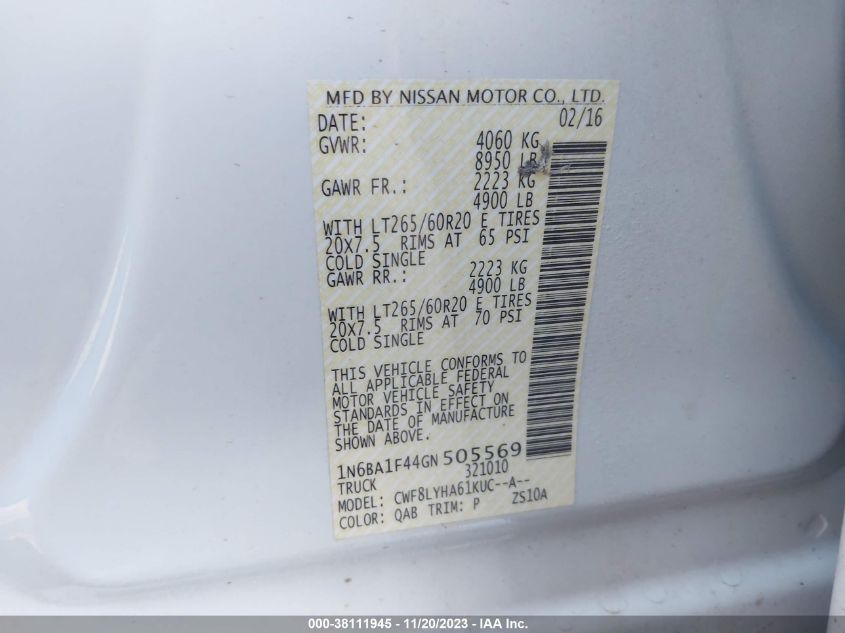 MFD BY NISSAN MOTOR CO., LTD.
DATE: 02/16
GVWR: 4060 KG
8950 LB
GAWR FR.: 2223 KG
4900 LB
WITH LT265/60R20 E TIRES
20X7.5 RIMS AT 65 PSI
COLD SINGLE
GAWR RR.: 2223 KG
4900 LB
WITH LT265/60R20 E TIRES
20X7.5 RIMS AT 70 PSI
COLD SINGLE
THIS VEHICLE CONFORMS TO
ALL APPLICABLE FEDERAL
MOTOR VEHICLE SAFETY
STANDARDS IN EFFECT ON
THE DATE OF MANUFACTURE
SHOWN ABOVE.
1N6BA1F44GN505569
TRUCK 321010
MODEL: CWF8LYHA61KUC--A--
COLOR: QAB TRIM: P ZS10A
000-38111945 - 11/20/2023 - IAA Inc.